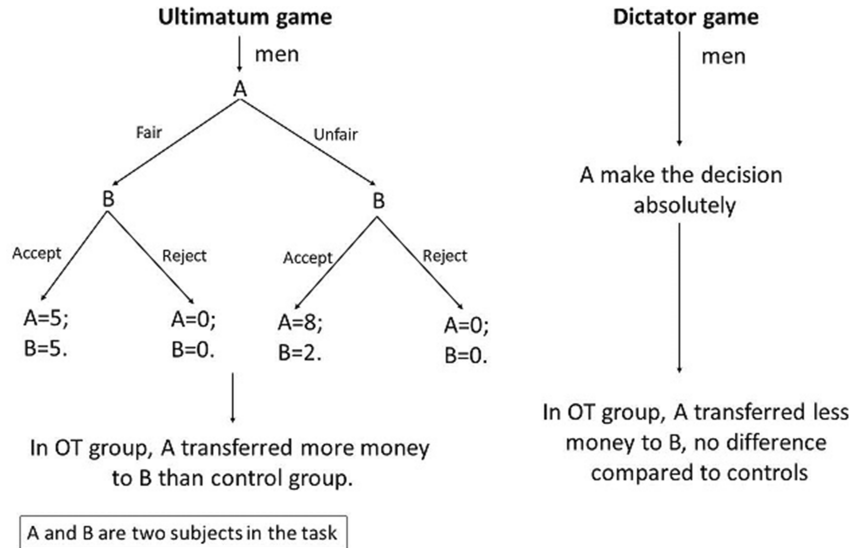 Ultimatum game
men
A
Fair
Unfair
B
B
Accept
Reject
Accept
Reject
A=5;
B=5.
A=0;
B=0.
A=8;
B=2.
A=0;
B=0.
In OT group, A transferred more money
to B than control group.
A and B are two subjects in the task
Dictator game
men
A make the decision
absolutely
In OT group, A transferred less
money to B, no difference
compared to controls